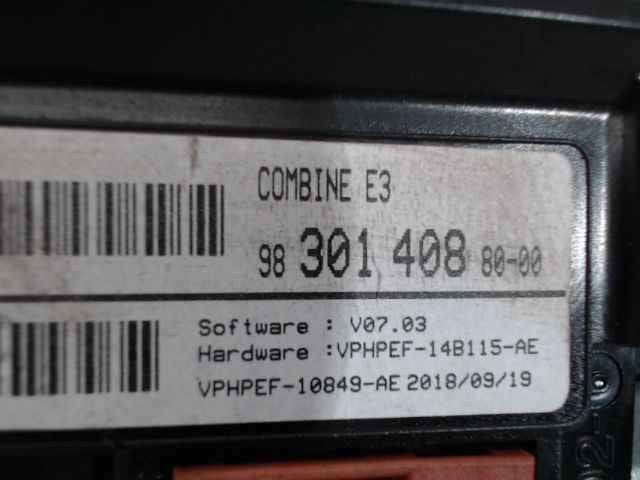 COMBINE E3
98 301 408 80-00
Software : V07.03
Hardware :VPHPEF-14B115-AE
VPHPEF-10849-AE 2018/09/19